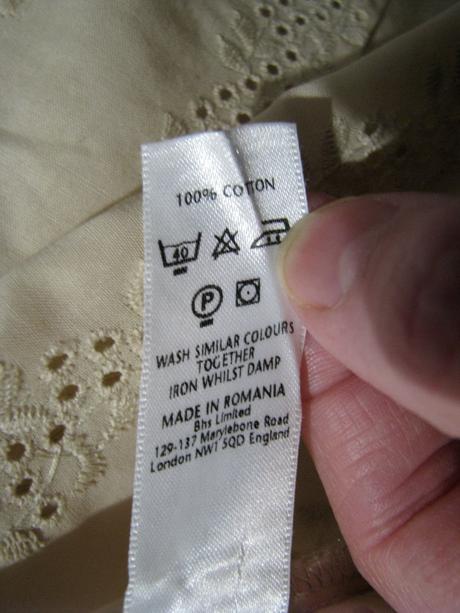 100% COTTON
40
P
WASH SIMILAR COLOURS
TOGETHER
IRON WHILST DAMP
MADE IN ROMANIA
Bhs Limited
129-137 Marylebone Road
London NW1 5QD England